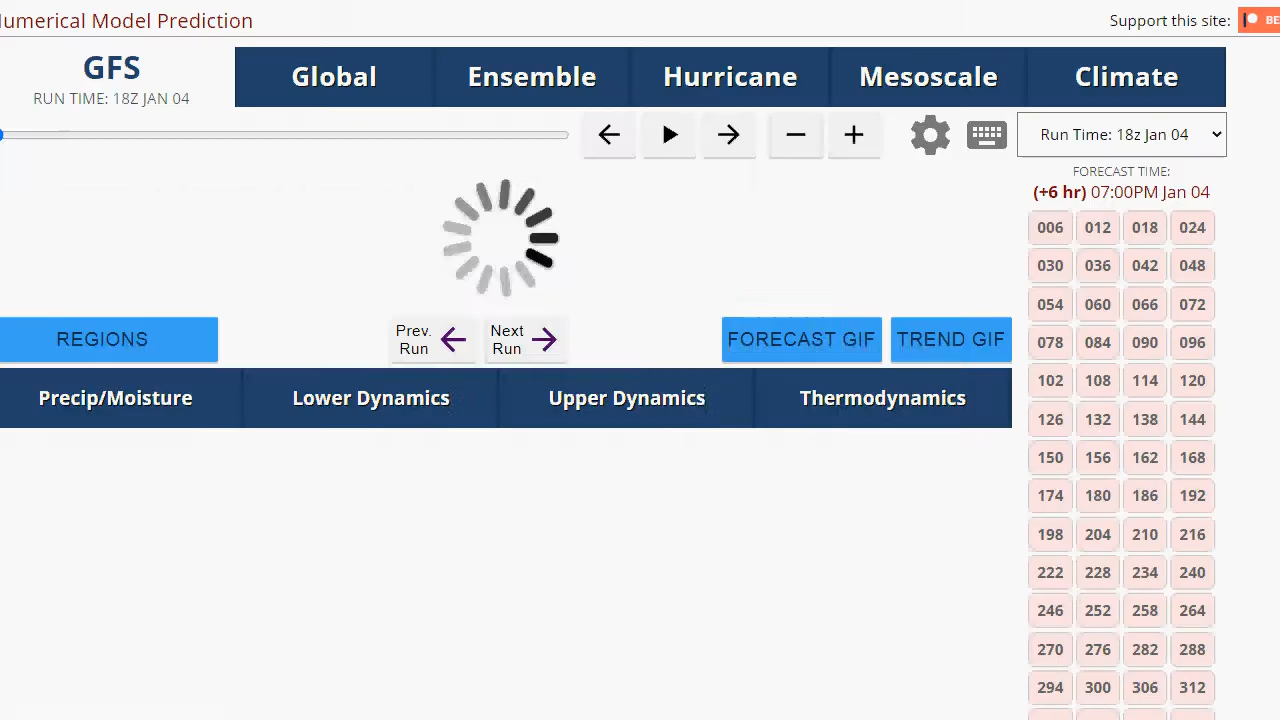 Numerical Model Prediction
Support this site:
BE
GFS
RUN TIME: 18Z JAN 04
Global
Ensemble
Hurricane
Mesoscale
Climate
Run Time: 18z Jan 04
FORECAST TIME:
(+6 hr) 07:00PM Jan 04
006 012 018 024
030 036 042 048
054 060 066 072
078 084 090 096
102 108 114 120
126 132 138 144
150 156 162 168
174 180 186 192
198 204 210 216
222 228 234 240
246 252 258 264
270 276 282 288
294 300 306 312
REGIONS
Prev.
Run
Next
Run
FORECAST GIF
TREND GIF
Precip/Moisture
Lower Dynamics
Upper Dynamics
Thermodynamics